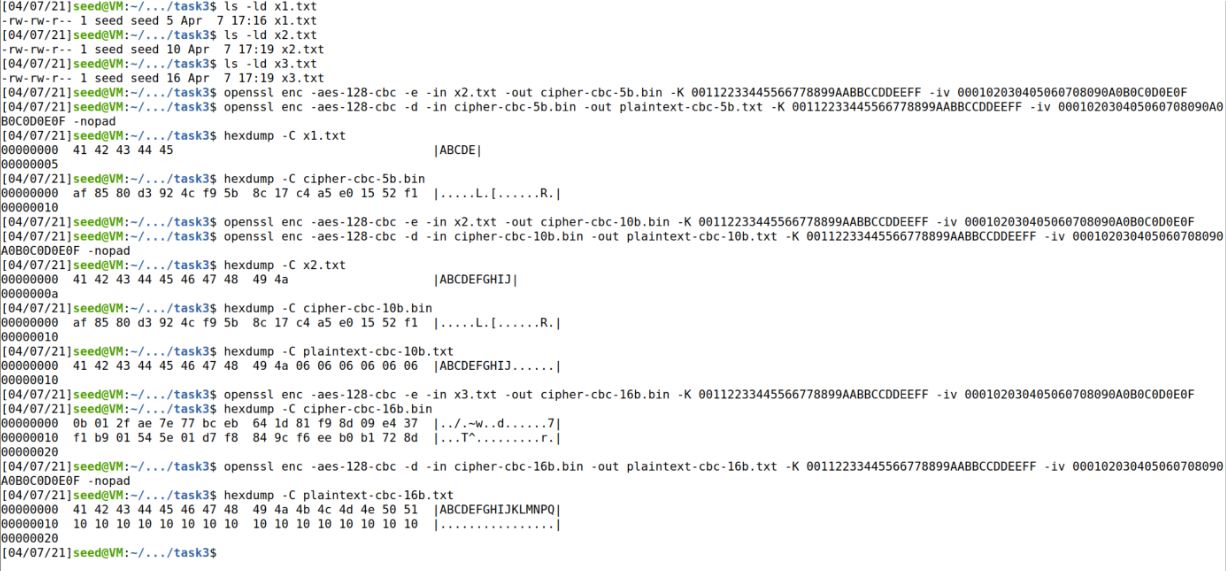 [04/07/21]seed@VM:~/.../task3$ ls -ld x1.txt
-rw-rw-r-- 1 seed seed 5 Apr  7 17:16 x1.txt
[04/07/21]seed@VM:~/.../task3$ ls -ld x2.txt
-rw-rw-r-- 1 seed seed 10 Apr  7 17:19 x2.txt
[04/07/21]seed@VM:~/.../task3$ ls -ld x3.txt
-rw-rw-r-- 1 seed seed 16 Apr  7 17:19 x3.txt
[04/07/21]seed@VM:~/.../task3$ openssl enc -aes-128-cbc -e -in x2.txt -out cipher-cbc-5b.bin -K 00112233445566778899AABBCCDDEEFF -iv 000102030405060708090A0B0C0D0E0F
[04/07/21]seed@VM:~/.../task3$ openssl enc -aes-128-cbc -d -in cipher-cbc-5b.bin -out plaintext-cbc-5b.txt -K 00112233445566778899AABBCCDDEEFF -iv 000102030405060708090A0
B0C0D0E0F -nopad
[04/07/21]seed@VM:~/.../task3$ hexdump -C x1.txt
00000000  41 42 43 44 45                                    |ABCDE|
00000005
[04/07/21]seed@VM:~/.../task3$ hexdump -C cipher-cbc-5b.bin
00000000  af 85 80 d3 92 4c f9 5b  8c 17 c4 a5 e0 15 52 f1  |.....L.[......R.|
00000010
[04/07/21]seed@VM:~/.../task3$ openssl enc -aes-128-cbc -e -in x2.txt -out cipher-cbc-10b.bin -K 00112233445566778899AABBCCDDEEFF -iv 000102030405060708090A0B0C0D0E0F
[04/07/21]seed@VM:~/.../task3$ openssl enc -aes-128-cbc -d -in cipher-cbc-10b.bin -out plaintext-cbc-10b.txt -K 00112233445566778899AABBCCDDEEFF -iv 000102030405060708090
A0B0C0D0E0F -nopad
[04/07/21]seed@VM:~/.../task3$ hexdump -C x2.txt
00000000  41 42 43 44 45 46 47 48  49 4a                    |ABCDEFGHIJ|
0000000a
[04/07/21]seed@VM:~/.../task3$ hexdump -C cipher-cbc-10b.bin
00000000  af 85 80 d3 92 4c f9 5b  8c 17 c4 a5 e0 15 52 f1  |.....L.[......R.|
00000010
[04/07/21]seed@VM:~/.../task3$ hexdump -C plaintext-cbc-10b.txt
00000000  41 42 43 44 45 46 47 48  49 4a 06 06 06 06 06 06  |ABCDEFGHIJ......|
00000010
[04/07/21]seed@VM:~/.../task3$ openssl enc -aes-128-cbc -e -in x3.txt -out cipher-cbc-16b.bin -K 00112233445566778899AABBCCDDEEFF -iv 000102030405060708090A0B0C0D0E0F
[04/07/21]seed@VM:~/.../task3$ hexdump -C cipher-cbc-16b.bin
00000000  0b 01 2f ae 7e 77 bc eb  64 1d 81 f9 8d 09 e4 37  |../.~w..d......7|
00000010  f1 b9 01 54 5e 01 d7 f8  84 9c f6 ee b0 b1 72 8d  |...T^.........r.|
00000020
[04/07/21]seed@VM:~/.../task3$ openssl enc -aes-128-cbc -d -in cipher-cbc-16b.bin -out plaintext-cbc-16b.txt -K 00112233445566778899AABBCCDDEEFF -iv 000102030405060708090
A0B0C0D0E0F -nopad
[04/07/21]seed@VM:~/.../task3$ hexdump -C plaintext-cbc-16b.txt
00000000  41 42 43 44 45 46 47 48  49 4a 4b 4c 4d 4e 50 51  |ABCDEFGHIJKLMNPQ|
00000010  10 10 10 10 10 10 10 10  10 10 10 10 10 10 10 10  |................|
00000020
[04/07/21]seed@VM:~/.../task3$